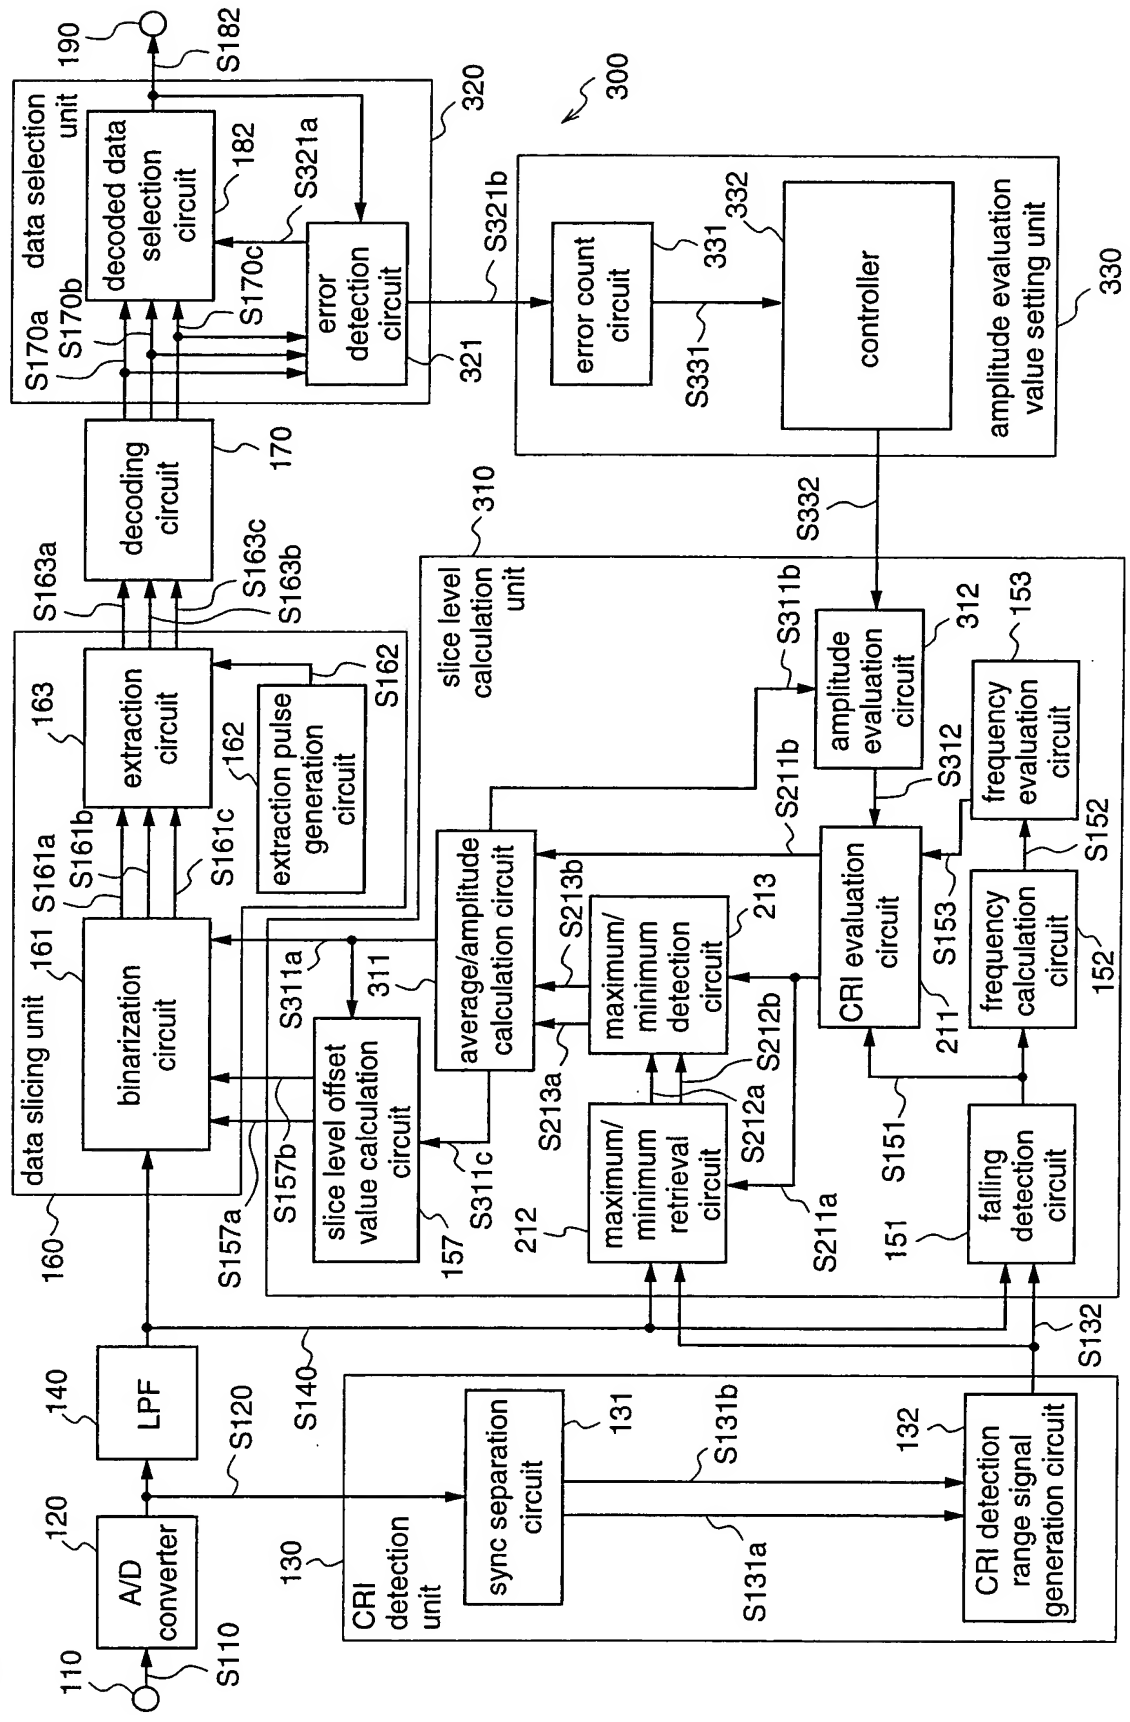 110
S110
120
A/D
converter
S120
140
LPF
S140
130
CRI
detection
unit
131
sync separation
circuit
S131a
S131b
132
CRI detection
range signal
generation circuit
S132
160
data slicing unit
161
binarization
circuit
S161a
S161b
S161c
163
extraction
circuit
162
extraction pulse
generation
circuit
S162
S163a
S163c
S163b
decoding
circuit
170
S157a
S157b
S311a
slice level offset
value calculation
circuit
157
S311c
311
average/amplitude
calculation circuit
S213a
S213b
212
maximum/
minimum
retrieval
circuit
S212a
S212b
maximum/
minimum
detection
circuit
213
S211a
S211b
CRI evaluation
circuit
211
S151
151
falling
detection
circuit
frequency
calculation
circuit
152
S152
S153
frequency
evaluation
circuit
153
S312
amplitude
evaluation
circuit
312
S311b
slice level
calculation
unit
310
S332
data selection
unit
S170a
S170b
S170c
decoded data
selection
circuit
182
S321a
error
detection
circuit
321
320
190
S182
300
S321b
error count
circuit
331
S331
332
controller
amplitude evaluation
value setting unit
330